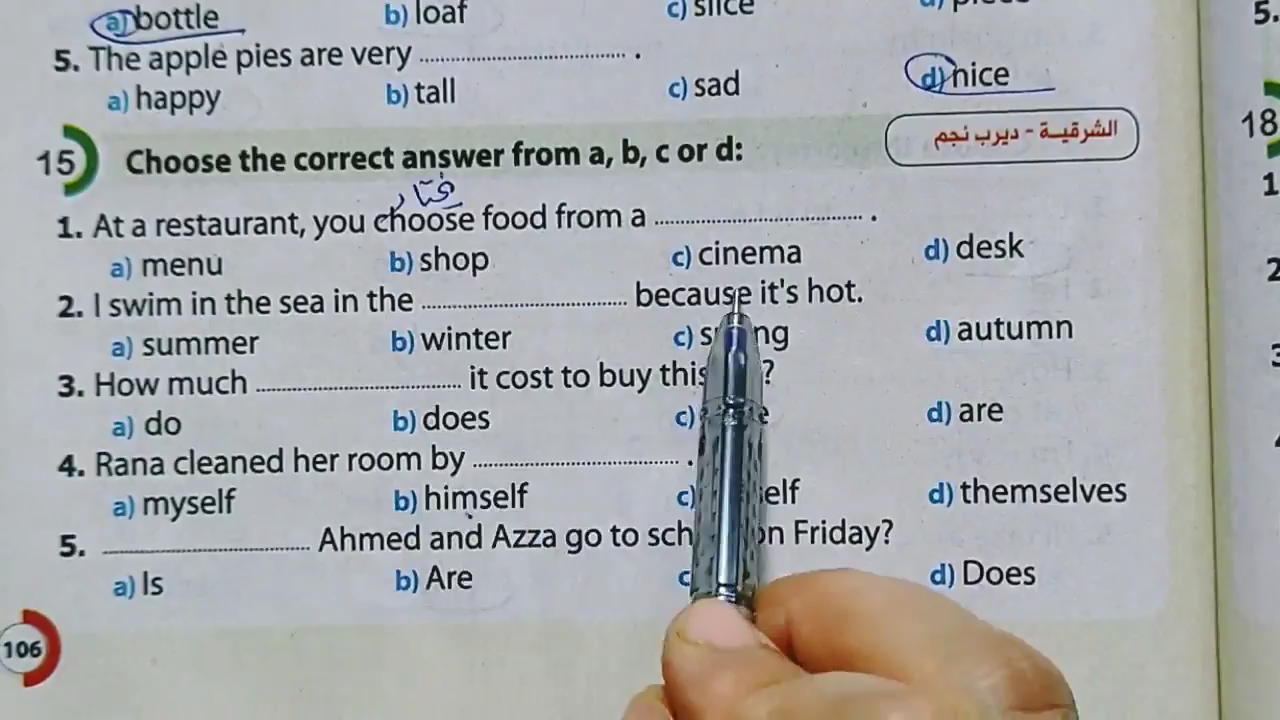 a) bottle b) loaf c) slice
5. The apple pies are very .......................... .
a) happy b) tall c) sad d) nice
15 Choose the correct answer from a, b, c or d: الشرقية - ديرب نجم
1. At a restaurant, you choose food from a .......................... .
a) menu b) shop c) cinema d) desk
2. I swim in the sea in the .......................... because it's hot.
a) summer b) winter c) d) autumn
3. How much .......................... it cost to buy this ?
a) do b) does c) d) are
4. Rana cleaned her room by .......................... .
a) myself b) himself c) d) themselves
5. .......................... Ahmed and Azza go to on Friday?
a) Is b) Are d) Does
106
5.
18
1
2
3